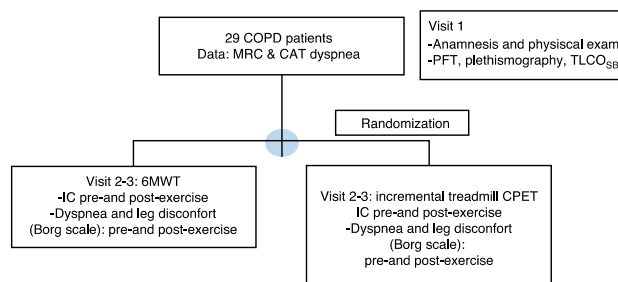 29 COPD patients
Data: MRC & CAT dyspnea
Visit 1
-Anamnesis and physiscal exam
-PFT, plethismography, TLCOSB
Randomization
Visit 2-3: 6MWT
-IC pre-and post-exercise
-Dyspnea and leg disconfort
(Borg scale): pre-and post-exercise
Visit 2-3: incremental treadmill CPET
IC pre-and post-exercise
-Dyspnea and leg disconfort
(Borg scale):
pre-and post-exercise